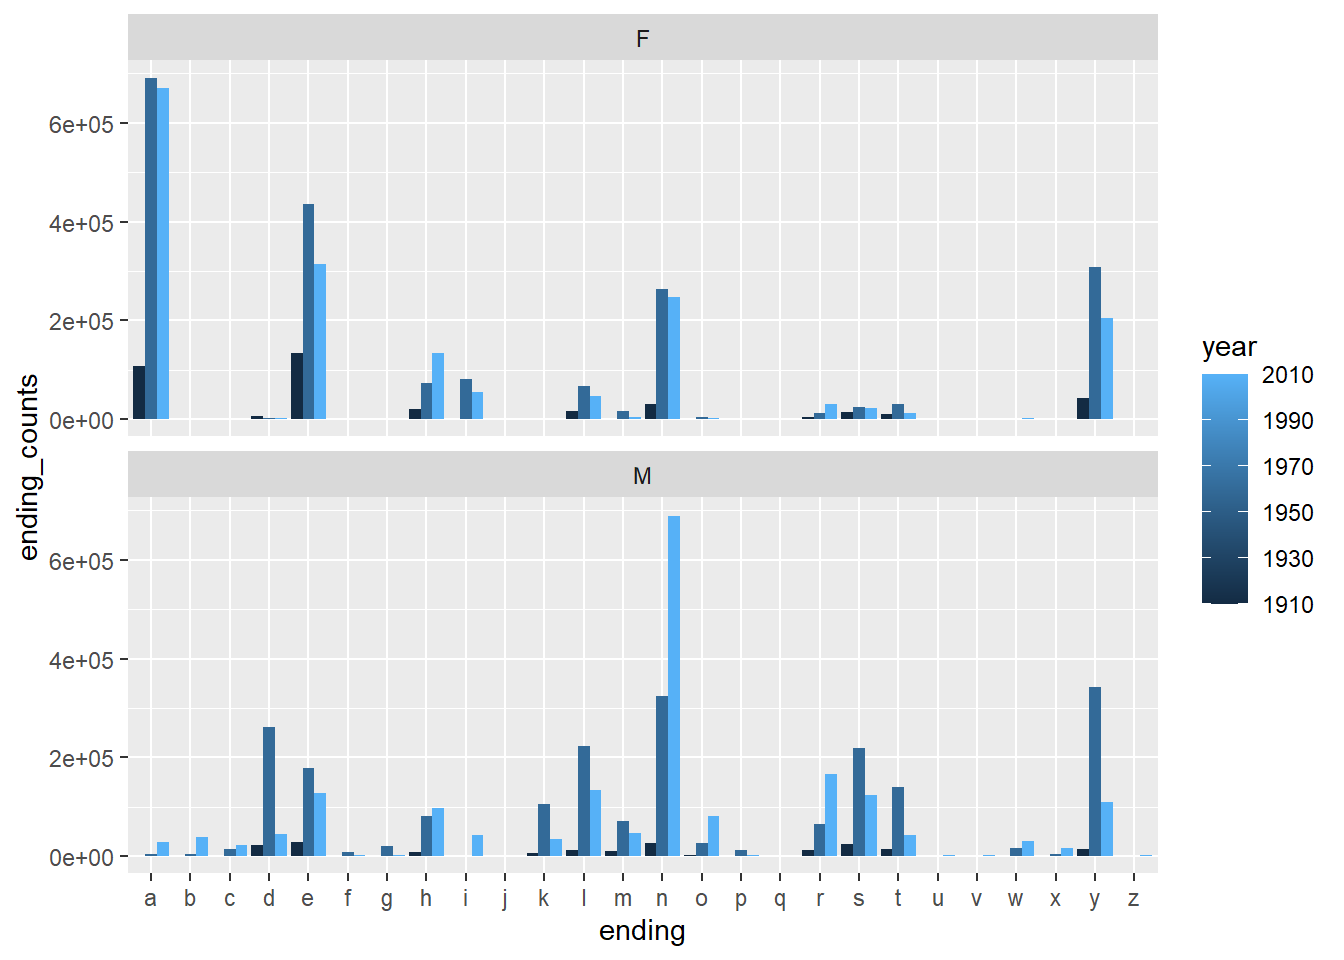 F
6e+05
4e+05
2e+05
0e+00
M
6e+05
4e+05
2e+05
0e+00
a b c d e f g h i j k l m n o p q r s t u v w x y z
ending
ending_counts
year
2010
1990
1970
1950
1930
1910